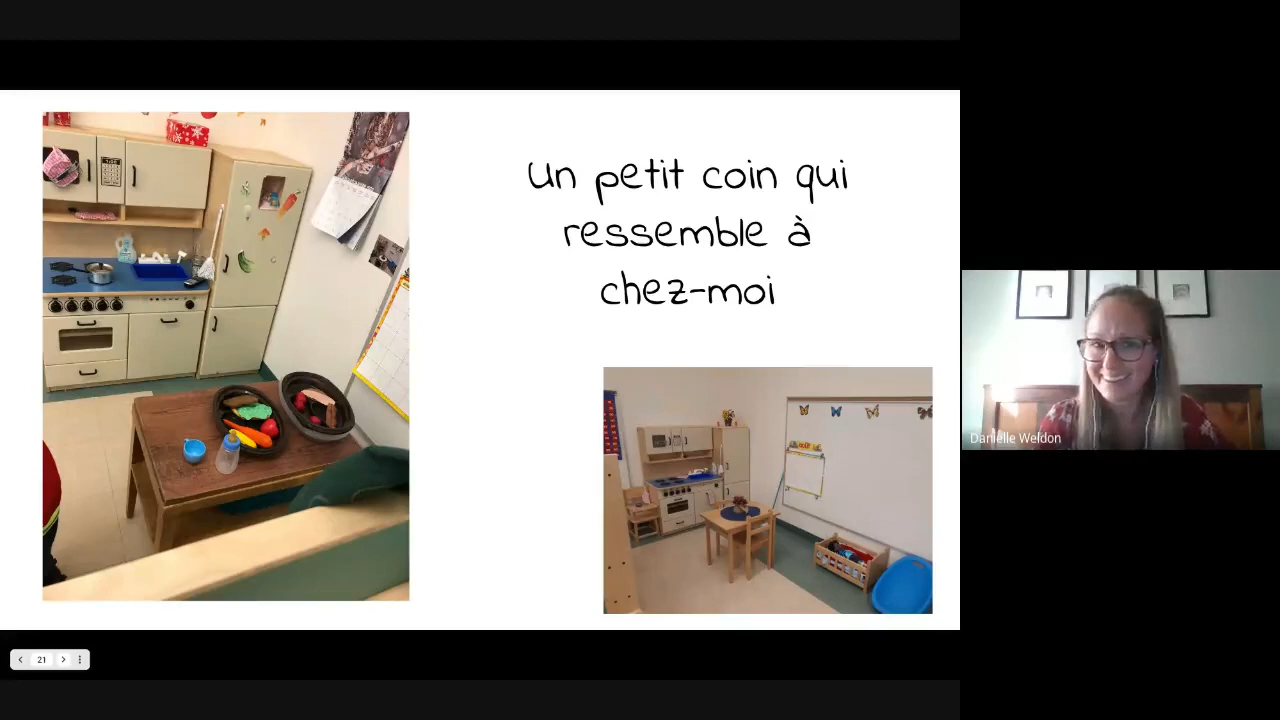 Un petit coin qui
ressemble à
chez-moi
Danielle Weldon
21